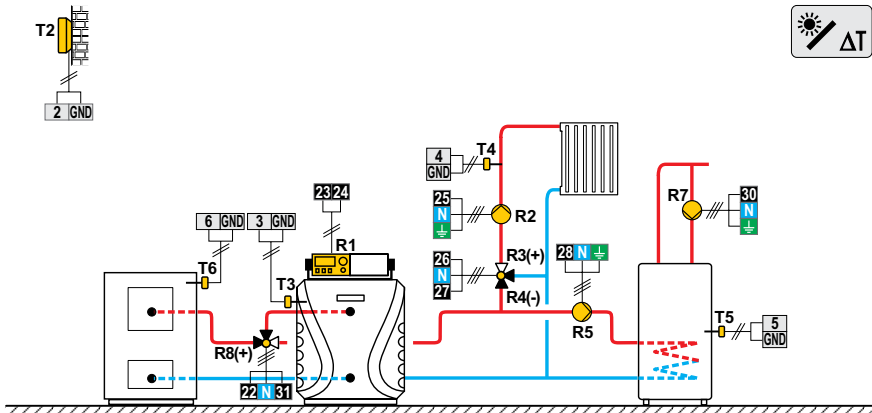 T2
2 GND
ΔT
4
GND
T4
25
N
R2
R7
30
N
6 GND
3 GND
23 24
R1
26
N
27
R3(+)
R4(-)
28 N
T6
T3
R5
T5
5
GND
R8(+)
22 N 31